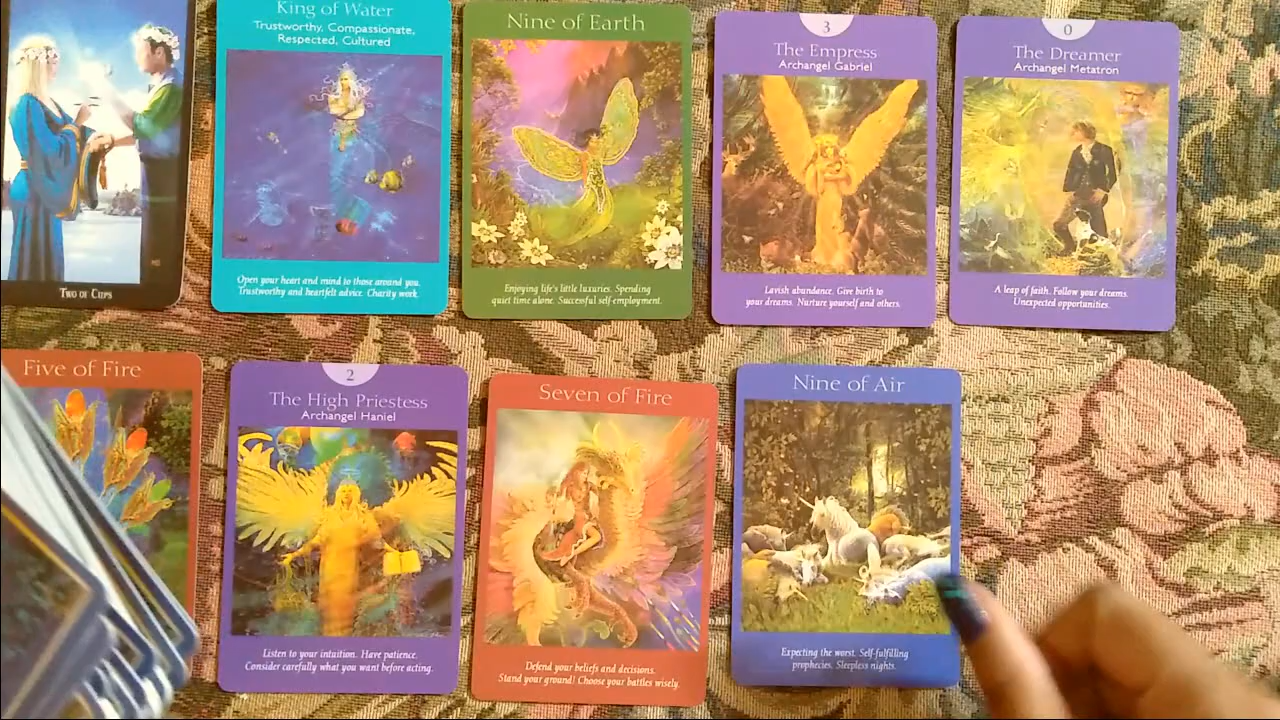 Two of Cups
King of Water
Trustworthy, Compassionate,
Respected, Cultured
Open your heart and mind to those around you.
Trustworthy and heartfelt advice. Charity work.
Nine of Earth
Enjoying life's little luxuries. Spending
quiet time alone. Successful self-employment.
3
The Empress
Archangel Gabriel
Lavish abundance. Give birth to
your dreams. Nurture yourself and others.
0
The Dreamer
Archangel Metatron
A leap of faith. Follow your dreams.
Unexpected opportunities.
Five of Fire
2
The High Priestess
Archangel Haniel
Listen to your intuition. Have patience.
Consider carefully what you want before acting.
Seven of Fire
Defend your beliefs and decisions.
Stand your ground! Choose your battles wisely.
Nine of Air
Expecting the worst. Self-fulfilling
prophecies. Sleepless nights.